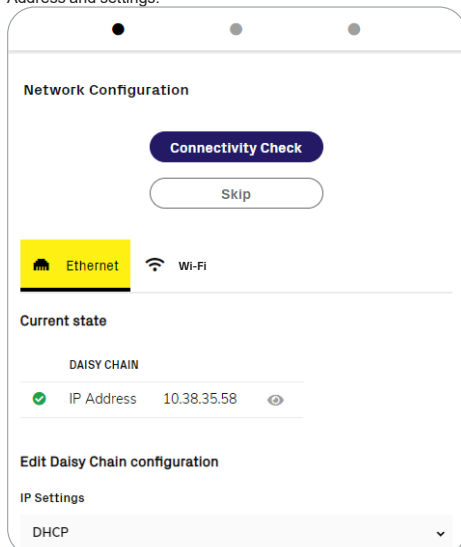 Address and settings.
Network Configuration
Connectivity Check
Skip
Ethernet Wi-Fi
Current state
DAISY CHAIN
IP Address 10.38.35.58
Edit Daisy Chain configuration
IP Settings
DHCP